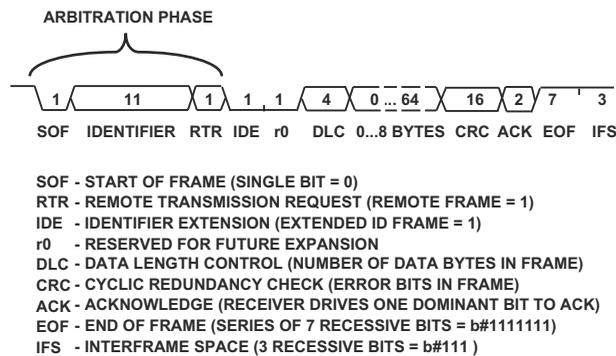 ARBITRATION PHASE
1 11 1 1 1 4 0 ... 64 16 2 7 3
SOF IDENTIFIER RTR IDE r0 DLC 0...8 BYTES CRC ACK EOF IFS
SOF - START OF FRAME (SINGLE BIT = 0)
RTR - REMOTE TRANSMISSION REQUEST (REMOTE FRAME = 1)
IDE - IDENTIFIER EXTENSION (EXTENDED ID FRAME = 1)
r0 - RESERVED FOR FUTURE EXPANSION
DLC - DATA LENGTH CONTROL (NUMBER OF DATA BYTES IN FRAME)
CRC - CYCLIC REDUNDANCY CHECK (ERROR BITS IN FRAME)
ACK - ACKNOWLEDGE (RECEIVER DRIVES ONE DOMINANT BIT TO ACK)
EOF - END OF FRAME (SERIES OF 7 RECESSIVE BITS = b#1111111)
IFS - INTERFRAME SPACE (3 RECESSIVE BITS = b#111 )